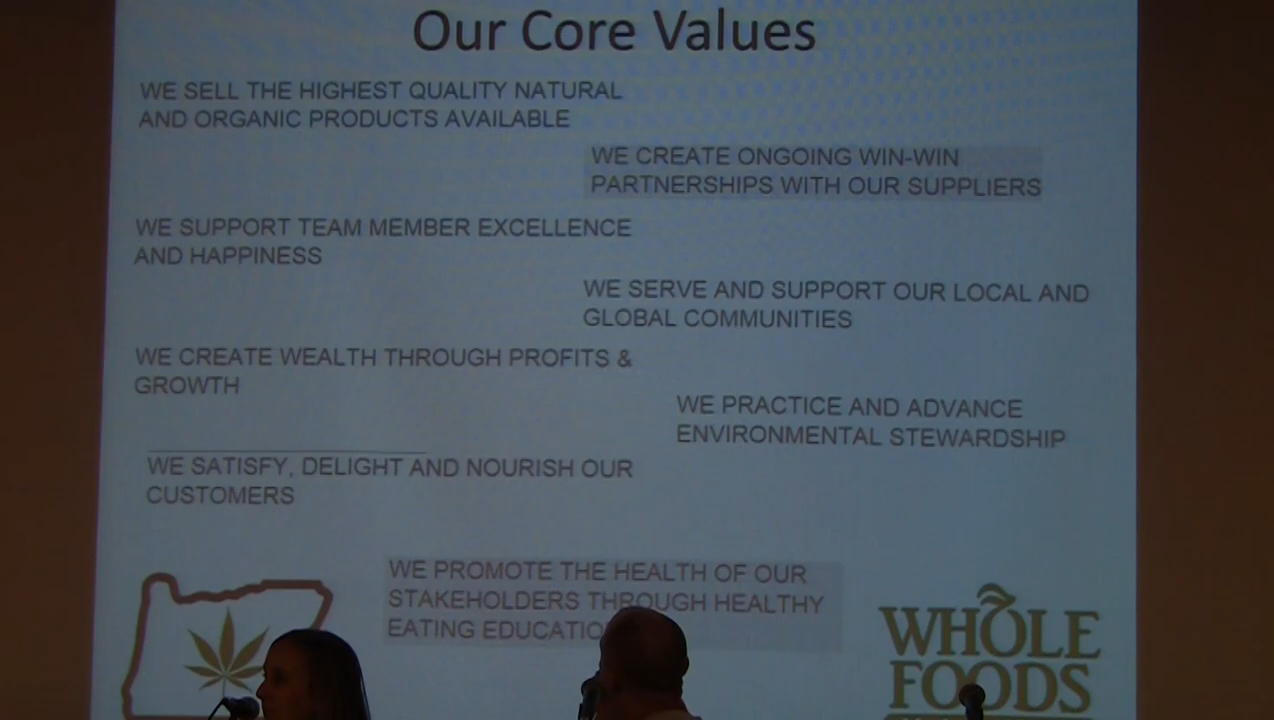 Our Core Values
WE SELL THE HIGHEST QUALITY NATURAL
AND ORGANIC PRODUCTS AVAILABLE
WE CREATE ONGOING WIN-WIN
PARTNERSHIPS WITH OUR SUPPLIERS
WE SUPPORT TEAM MEMBER EXCELLENCE
AND HAPPINESS
WE SERVE AND SUPPORT OUR LOCAL AND
GLOBAL COMMUNITIES
WE CREATE WEALTH THROUGH PROFITS &
GROWTH
WE PRACTICE AND ADVANCE
ENVIRONMENTAL STEWARDSHIP
WE SATISFY, DELIGHT AND NOURISH OUR
CUSTOMERS
WE PROMOTE THE HEALTH OF OUR
STAKEHOLDERS THROUGH HEALTHY
EATING EDUCATIO
WHOLE
FOODS